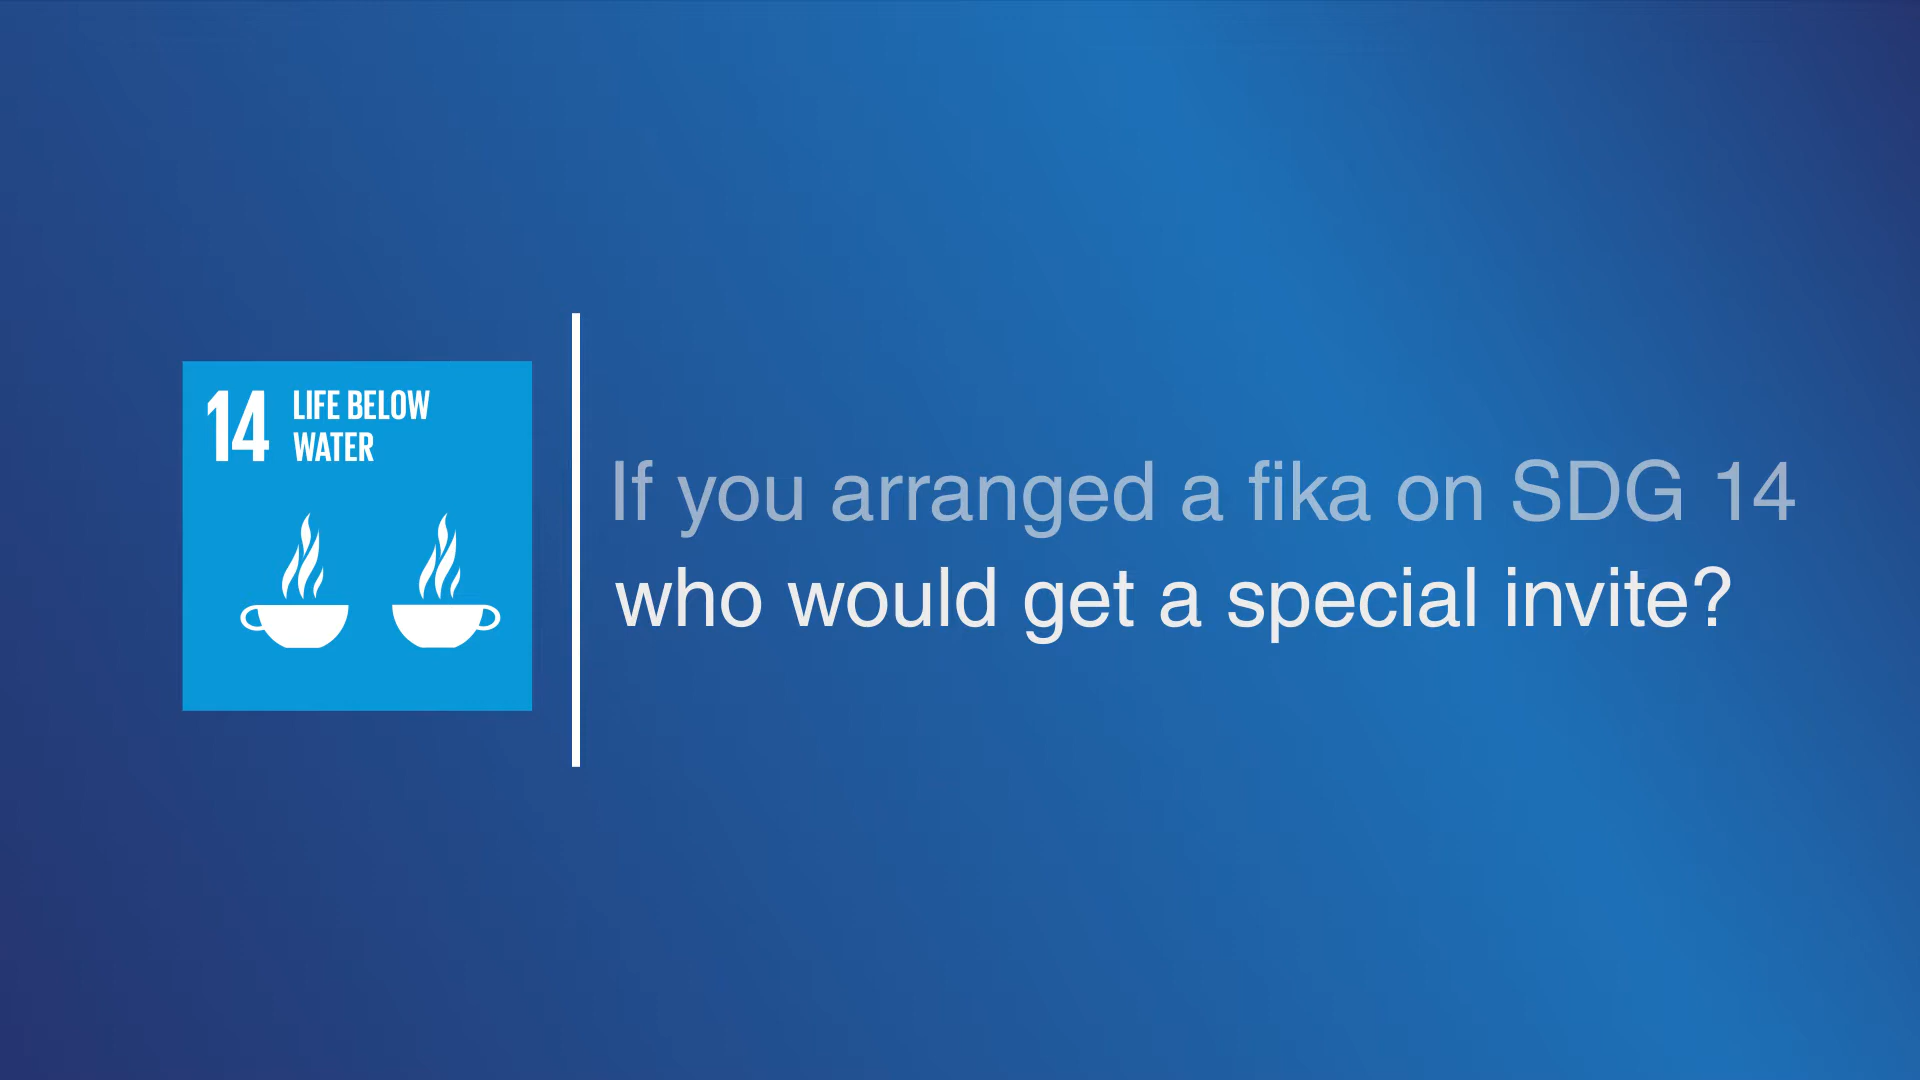 14
LIFE BELOW
WATER
If you arranged a fika on SDG 14
who would get a special invite?